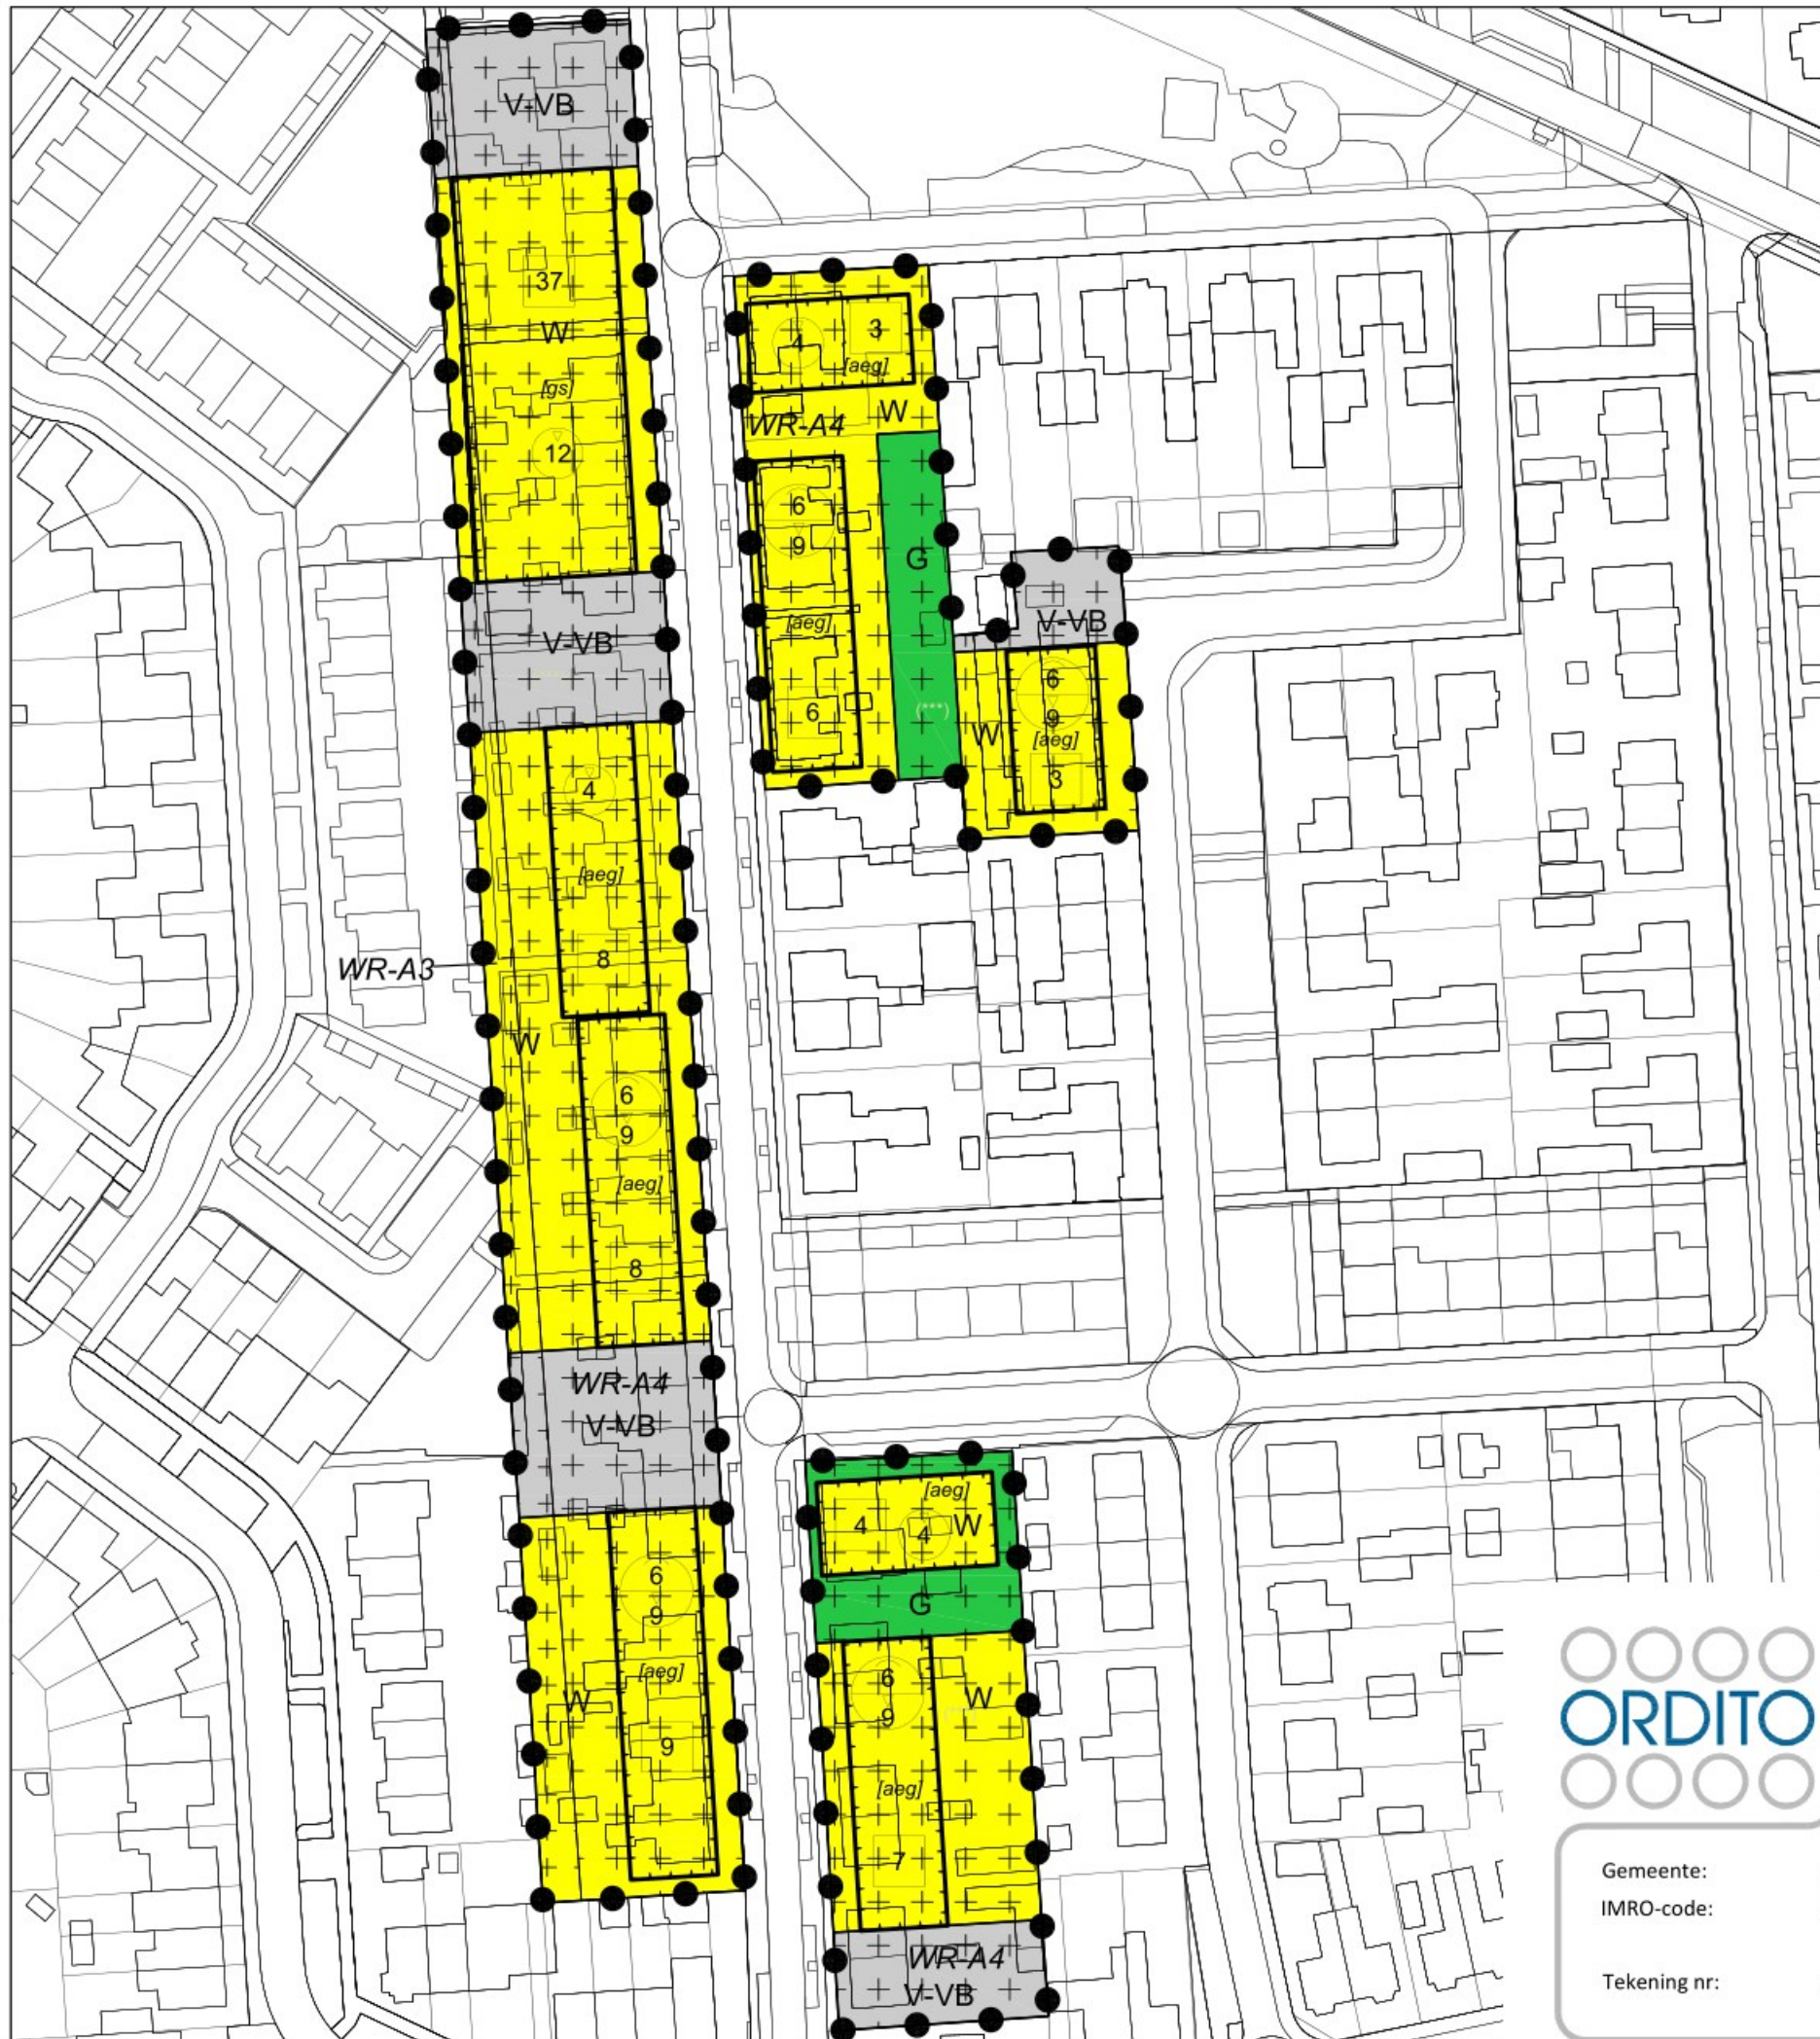 V-VB
37
W
[gs]
12
V-VB
4
[aeg]
8
WR-A3
W
6
9
[aeg]
8
WR-A4
V-VB
6
9
[aeg]
W
9
4
3
[aeg]
WR-A4
W
6
9
[aeg]
6
G
(***)
V-VB
6
9
W
[aeg]
3
[aeg]
4
4
W
G
6
9
W
[aeg]
7
WR-A4
V-VB
ORDITO
Gemeente:
IMRO-code:
Tekening nr: